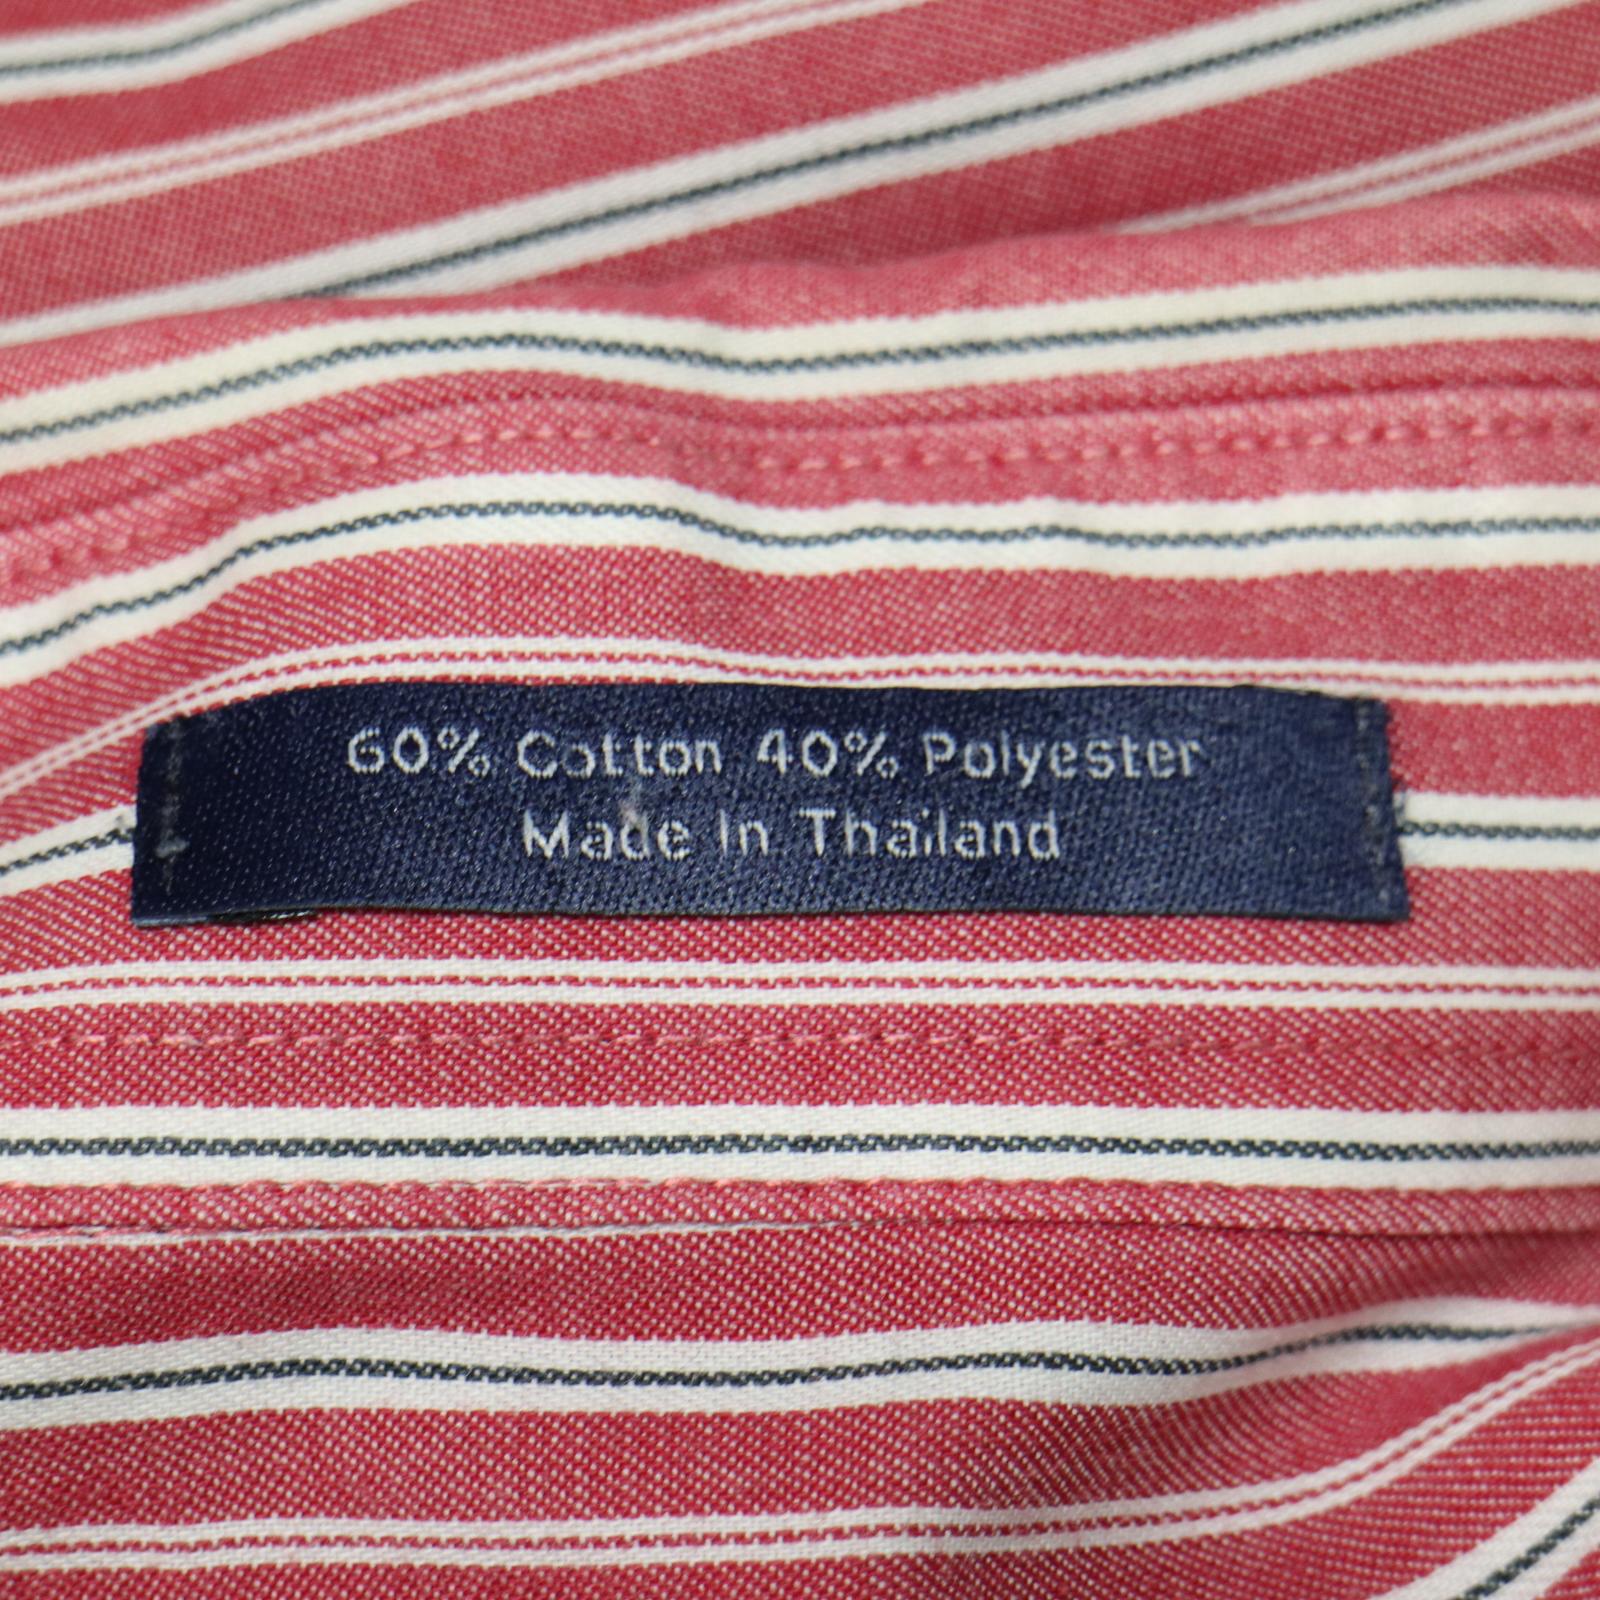 60% Cotton 40% Polyester
Made In Thailand